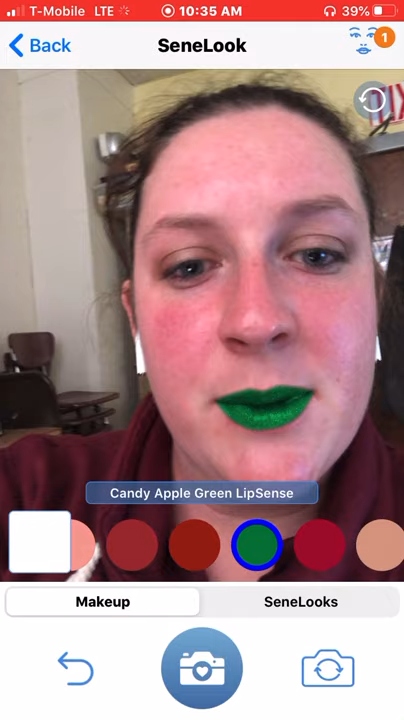 T-Mobile LTE 10:35 AM 39%
Back SeneLook 1
Candy Apple Green LipSense
Makeup SeneLooks